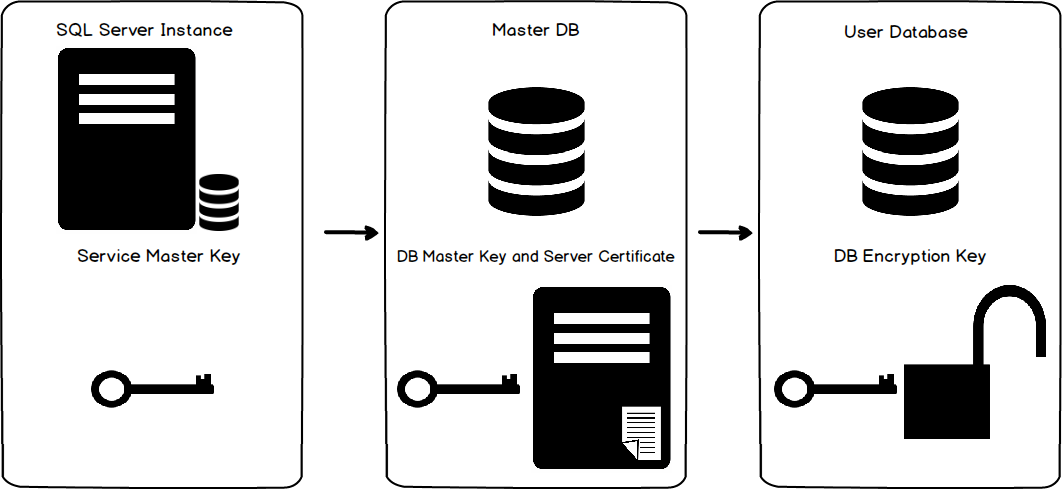 SQL Server Instance
Service Master Key
Master DB
DB Master Key and Server Certificate
User Database
DB Encryption Key